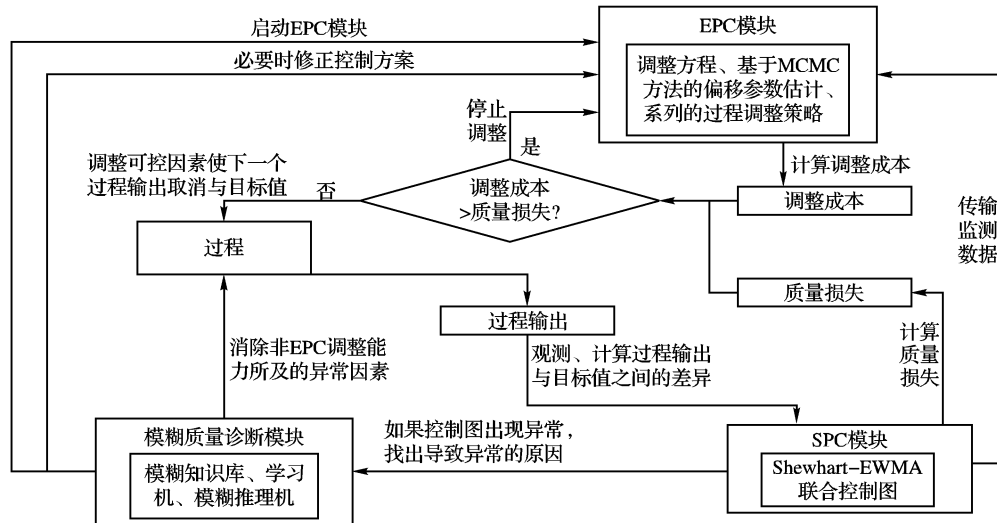 启动EPC模块
必要时修正控制方案
EPC模块
调整方程、基于MCMC
方法的偏移参数估计、
系列的过程调整策略
停止
调整
是
计算调整成本
调整可控因素使下一个
过程输出取消与目标值
否
调整成本
>质量损失?
调整成本
传输
监测
数据
过程
质量损失
过程输出
计算
质量
损失
消除非EPC调整能
力所及的异常因素
观测、计算过程输出
与目标值之间的差异
模糊质量诊断模块
模糊知识库、学习
机、模糊推理机
如果控制图出现异常,
找出导致异常的原因
SPC模块
Shewhart-EWMA
联合控制图